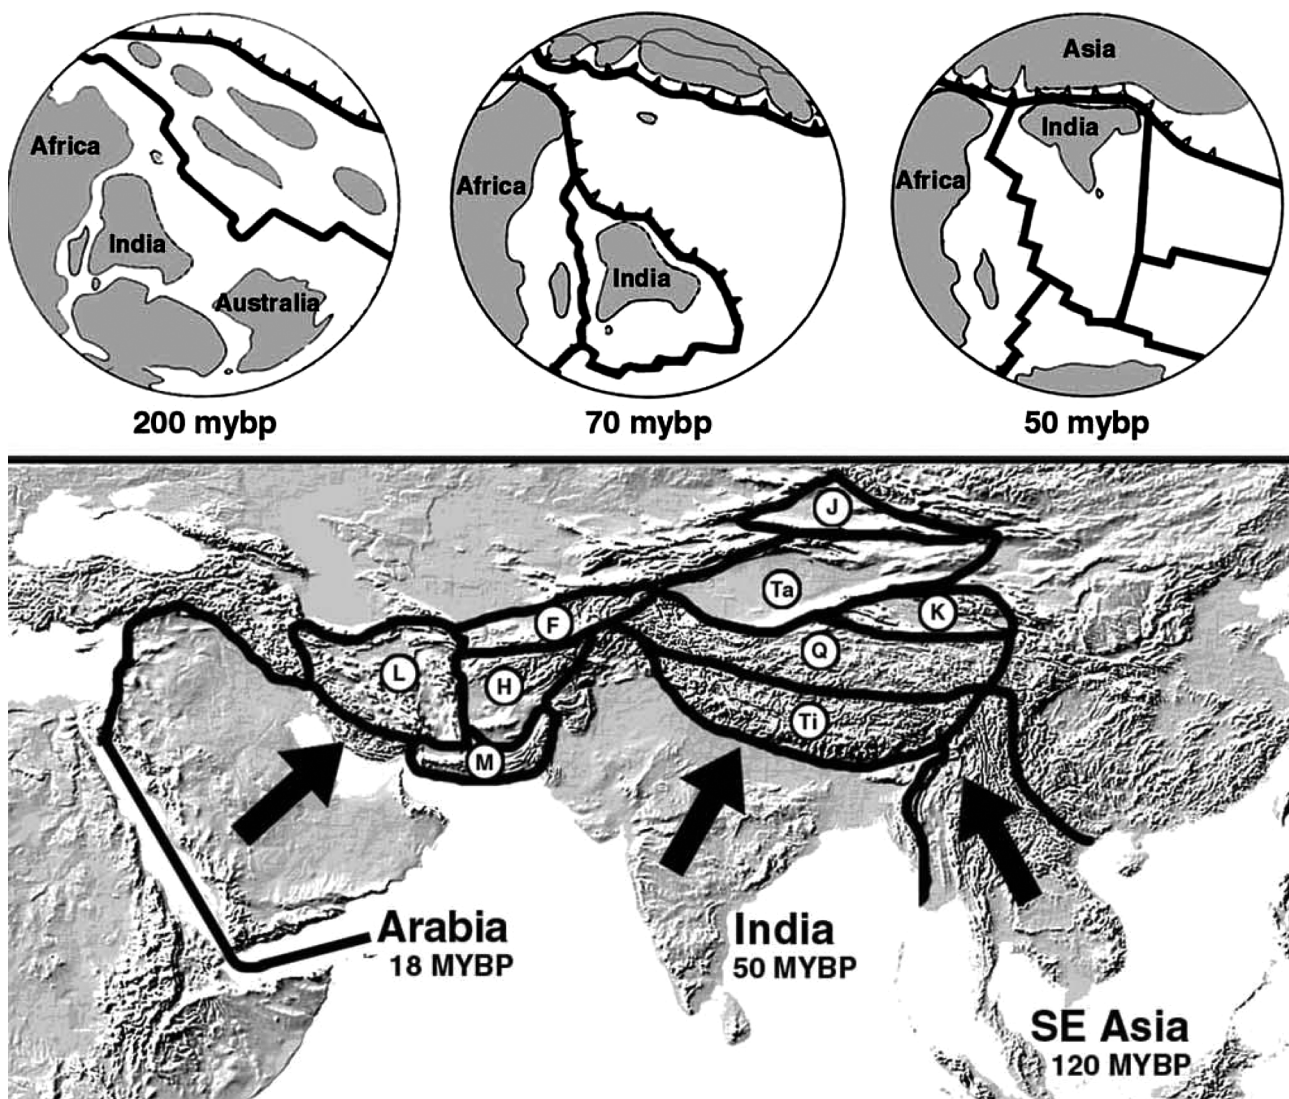 Africa
India
Australia
200 mybp
Africa
India
70 mybp
Asia
India
Africa
50 mybp
J
Ta
K
F
Q
L
H
Ti
M
Arabia
18 MYBP
India
50 MYBP
SE Asia
120 MYBP